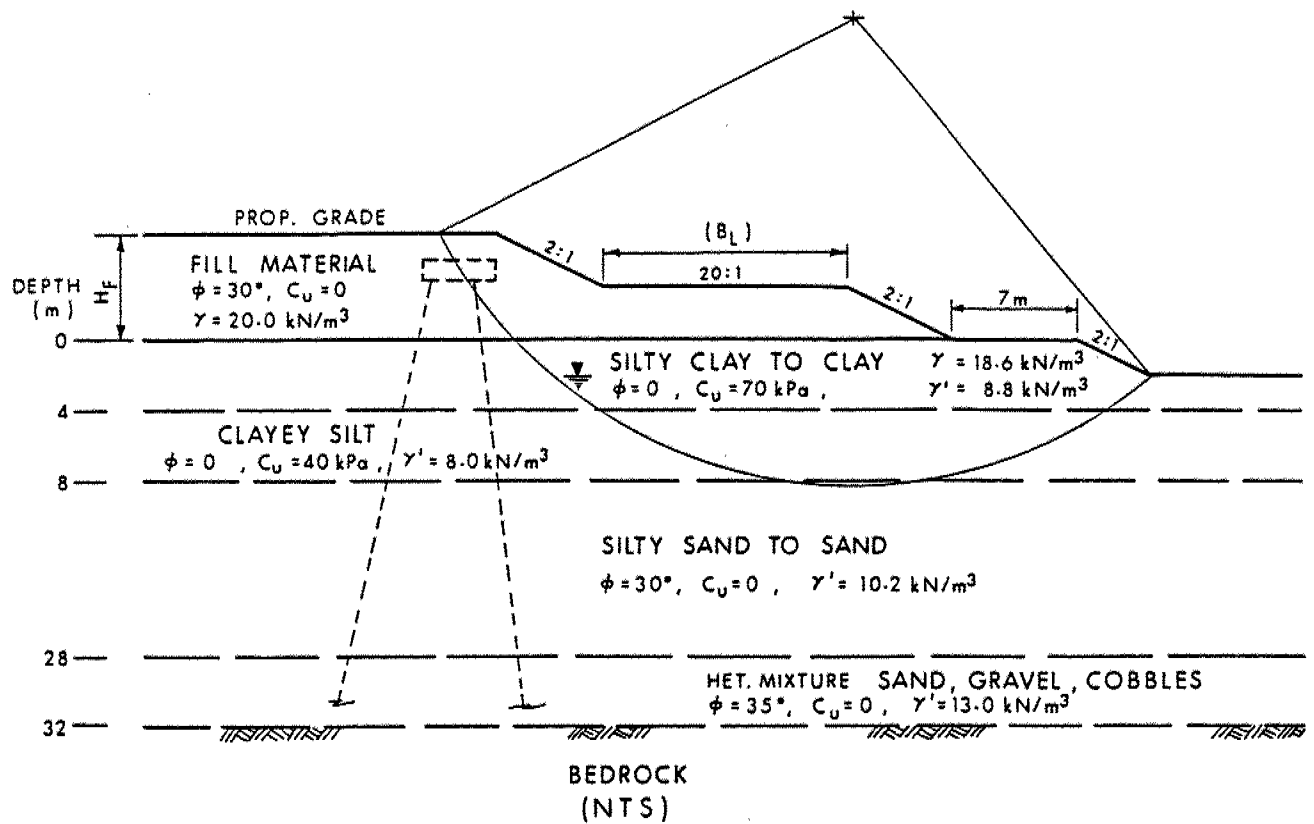 PROP. GRADE
(B_L)
2:1
20:1
FILL MATERIAL
φ = 30°, C_u = 0
γ = 20.0 kN/m³
DEPTH
(m)
H_F
2:1
7m
0
2:1
SILTY CLAY TO CLAY γ = 18.6 kN/m³
φ = 0 , C_u = 70 kPa , γ' = 8.8 kN/m³
4
CLAYEY SILT
φ = 0 , C_u = 40 kPa , γ' = 8.0 kN/m³
8
SILTY SAND TO SAND
φ = 30°, C_u = 0 , γ' = 10.2 kN/m³
28
HET. MIXTURE SAND, GRAVEL, COBBLES
φ = 35°, C_u = 0 , γ' = 13.0 kN/m³
32
BEDROCK
(NTS)